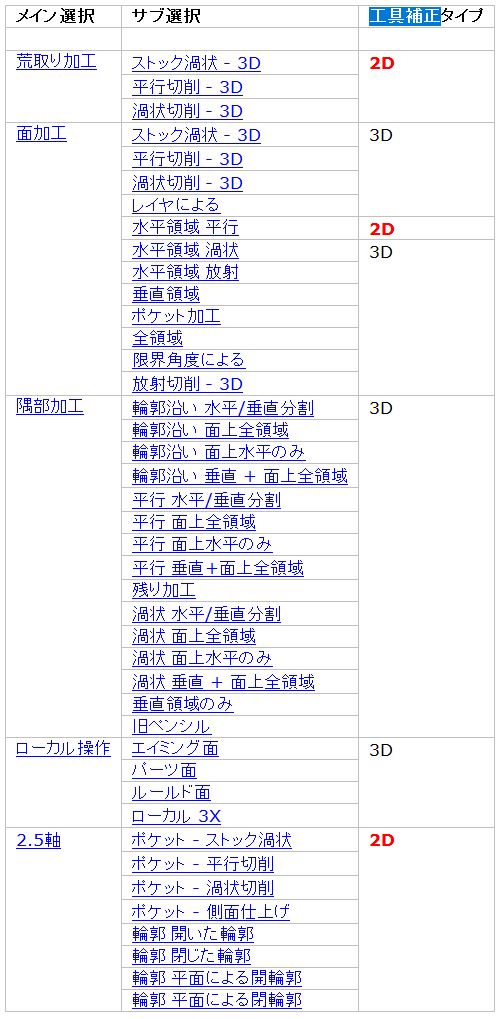 メイン選択 サブ選択 工具補正タイプ
荒取り加工 ストック渦状 - 3D 2D
平行切削 - 3D
渦状切削 - 3D
面加工 ストック渦状 - 3D 3D
平行切削 - 3D
渦状切削 - 3D
レイヤによる
水平領域 平行 2D
水平領域 渦状 3D
水平領域 放射
垂直領域
ポケット加工
全領域
限界角度による
放射切削 - 3D
隅部加工 輪郭沿い 水平/垂直分割 3D
輪郭沿い 面上全領域
輪郭沿い 面上水平のみ
輪郭沿い 垂直 + 面上全領域
平行 水平/垂直分割
平行 面上全領域
平行 面上水平のみ
平行 垂直+面上全領域
残り加工
渦状 水平/垂直分割
渦状 面上全領域
渦状 面上水平のみ
渦状 垂直 + 面上全領域
垂直領域のみ
旧ペンシル
ローカル操作 エイミング面 3D
パーツ面
ルールド面
ローカル 3X
2.5軸 ポケット - ストック渦状 2D
ポケット - 平行切削
ポケット - 渦状切削
ポケット - 側面仕上げ
輪郭 開いた輪郭
輪郭 閉じた輪郭
輪郭 平面による開輪郭
輪郭 平面による閉輪郭